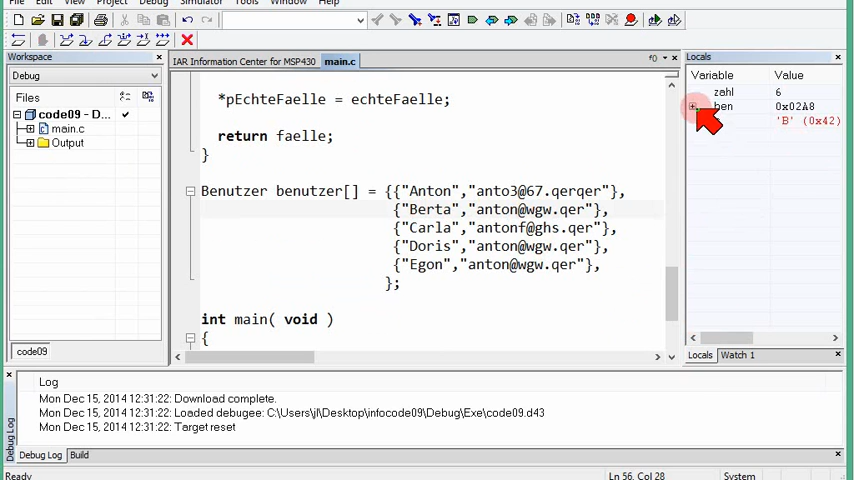 File Edit View Project Debug Simulator Tools Window Help
Workspace
Debug
Files
code09 - D...
main.c
Output
code09
IAR Information Center for MSP430 main.c
f0
*pEchteFaelle = echteFaelle;
return faelle;
}
Benutzer benutzer[] = {{"Anton","anto3@67.qerqer"},
{"Berta","anton@wgw.qer"},
{"Carla","antonf@ghs.qer"},
{"Doris","anton@wgw.qer"},
{"Egon","anton@wgw.qer"},
};
int main( void )
{
Locals
Variable Value
zahl 6
ben 0x02A8
'B' (0x42)
Locals Watch 1
Log
Mon Dec 15, 2014 12:31:22: Download complete.
Mon Dec 15, 2014 12:31:22: Loaded debugee: C:\Users\jl\Desktop\infocode09\Debug\Exe\code09.d43
Mon Dec 15, 2014 12:31:22: Target reset
Debug Log
Debug Log Build
Ready Ln 56, Col 28 System